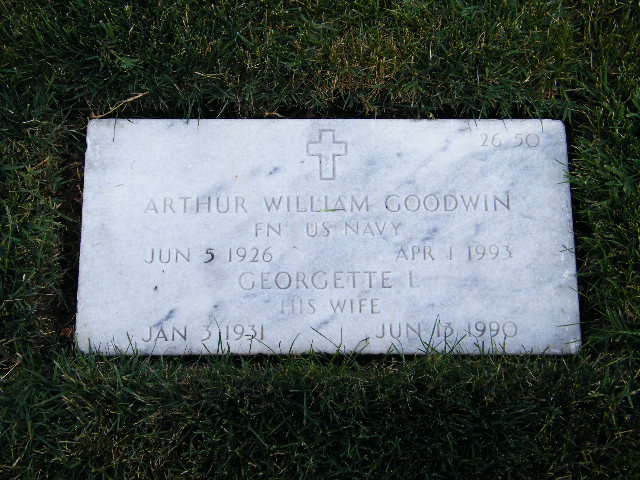 26 50
ARTHUR WILLIAM GOODWIN
FN US NAVY
JUN 5 1926 APR 1 1993
GEORGETTE L
HIS WIFE
JAN 3 1931 JUN 13 1990